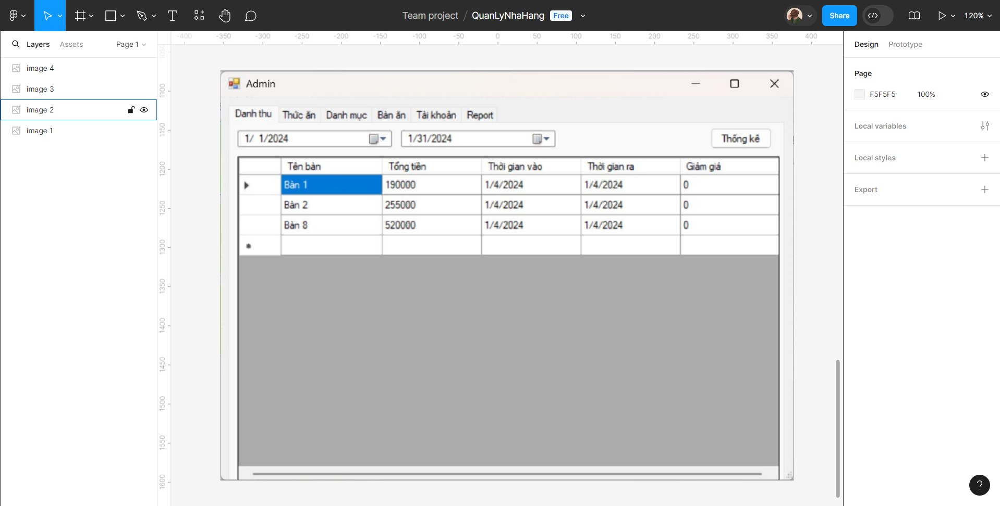 Team project / QuanLyNhaHang Free
Share
120%
Layers Assets Page 1
image 4
image 3
image 2
image 1
-400 -350 -300 -250 -200 -150 -100 -50 0 50 100 150 200 250 300 350 400
1050
1100
1150
1200
1250
1300
1350
1400
1450
1500
1550
1600
Admin
Danh thu Thức ăn Danh mục Bàn ăn Tài khoản Report
1/ 1/2024 1/31/2024 Thống kê
Tên bàn Tổng tiền Thời gian vào Thời gian ra Giảm giá
Bàn 1 190000 1/4/2024 1/4/2024 0
Bàn 2 255000 1/4/2024 1/4/2024 0
Bàn 8 520000 1/4/2024 1/4/2024 0
Design Prototype
Page
F5F5F5 100%
Local variables
Local styles
Export
?